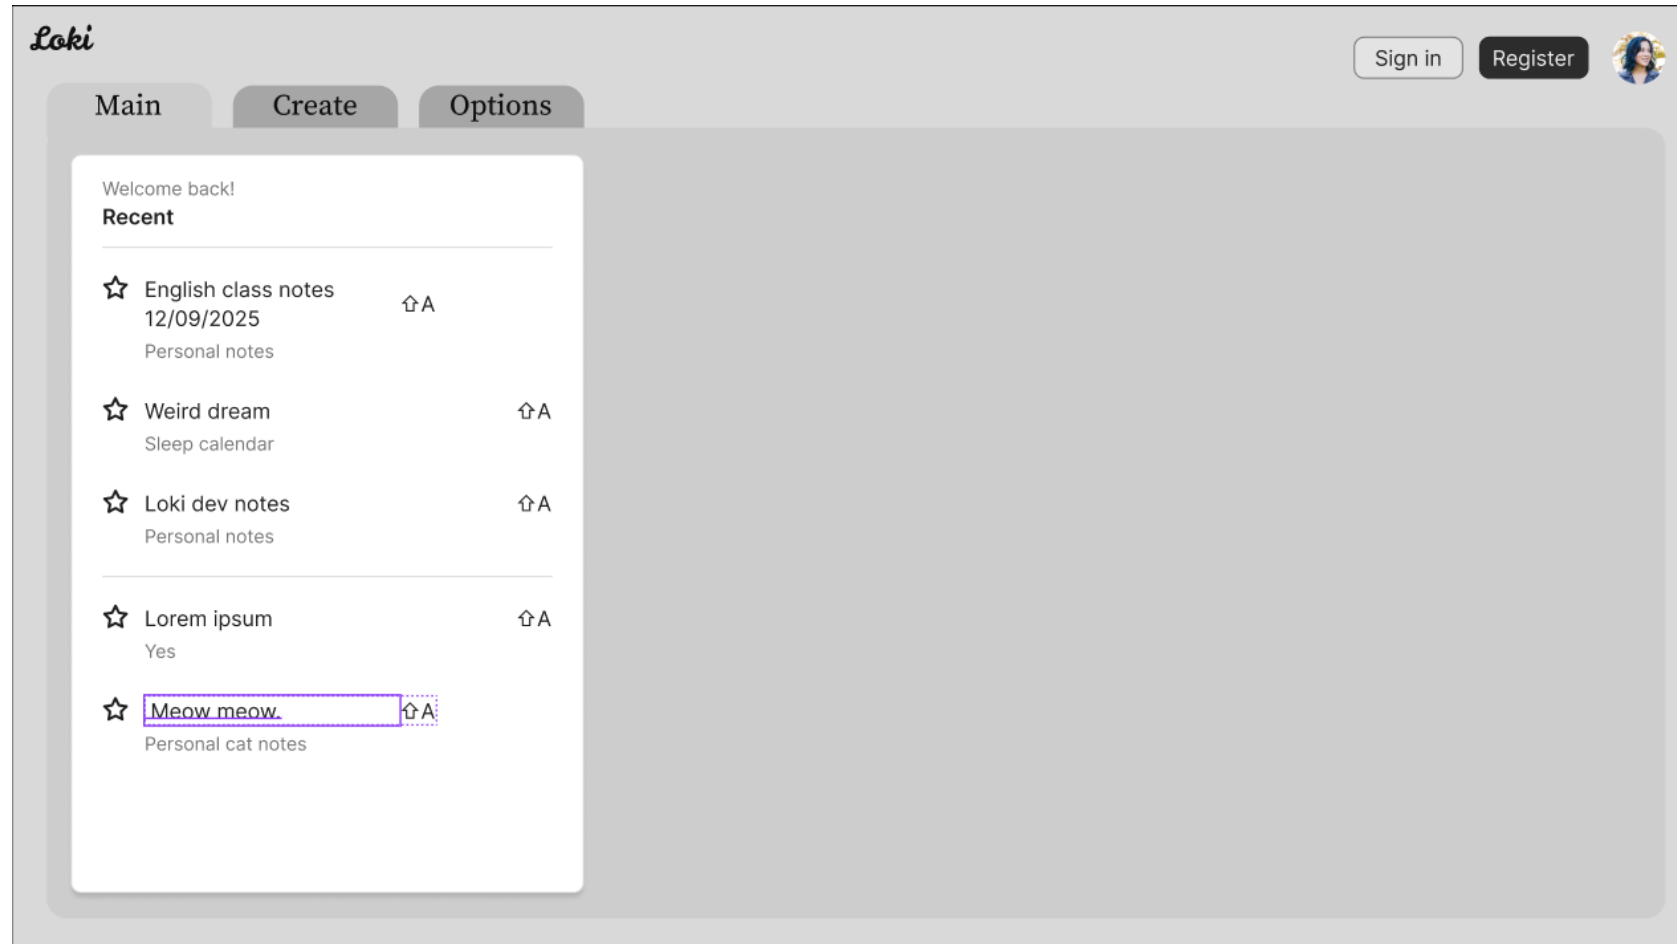 Loki
Sign in
Register
Main
Create
Options
Welcome back!
Recent
English class notes
12/09/2025
⇧A
Personal notes
Weird dream
⇧A
Sleep calendar
Loki dev notes
⇧A
Personal notes
Lorem ipsum
⇧A
Yes
Meow meow.
⇧A
Personal cat notes